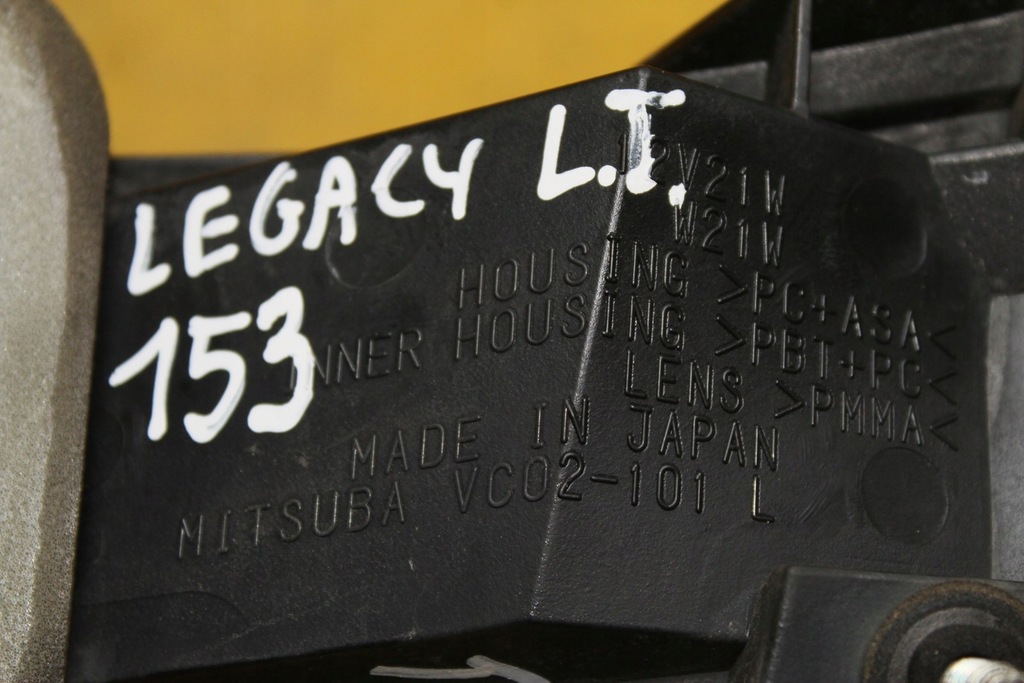 LEGACY L.I.
153
12V21W
W21W
HOUSING >PC+ASA<
INNER HOUSING >PBT+PC<
LENS >PMMA<
MADE IN JAPAN
MITSUBA VC02-101 L